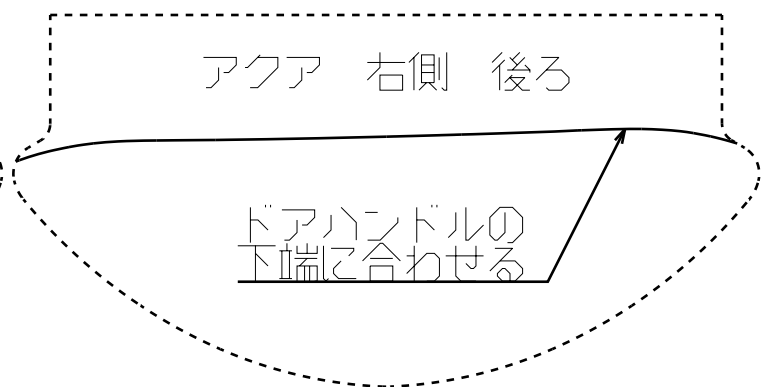 アクア　右側　後ろ
ドアハンドルの
下端に合わせる